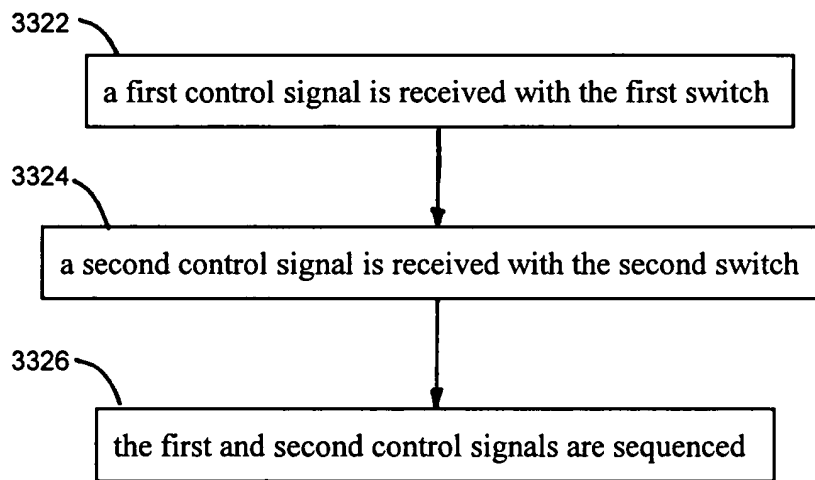 3322
a first control signal is received with the first switch
3324
a second control signal is received with the second switch
3326
the first and second control signals are sequenced